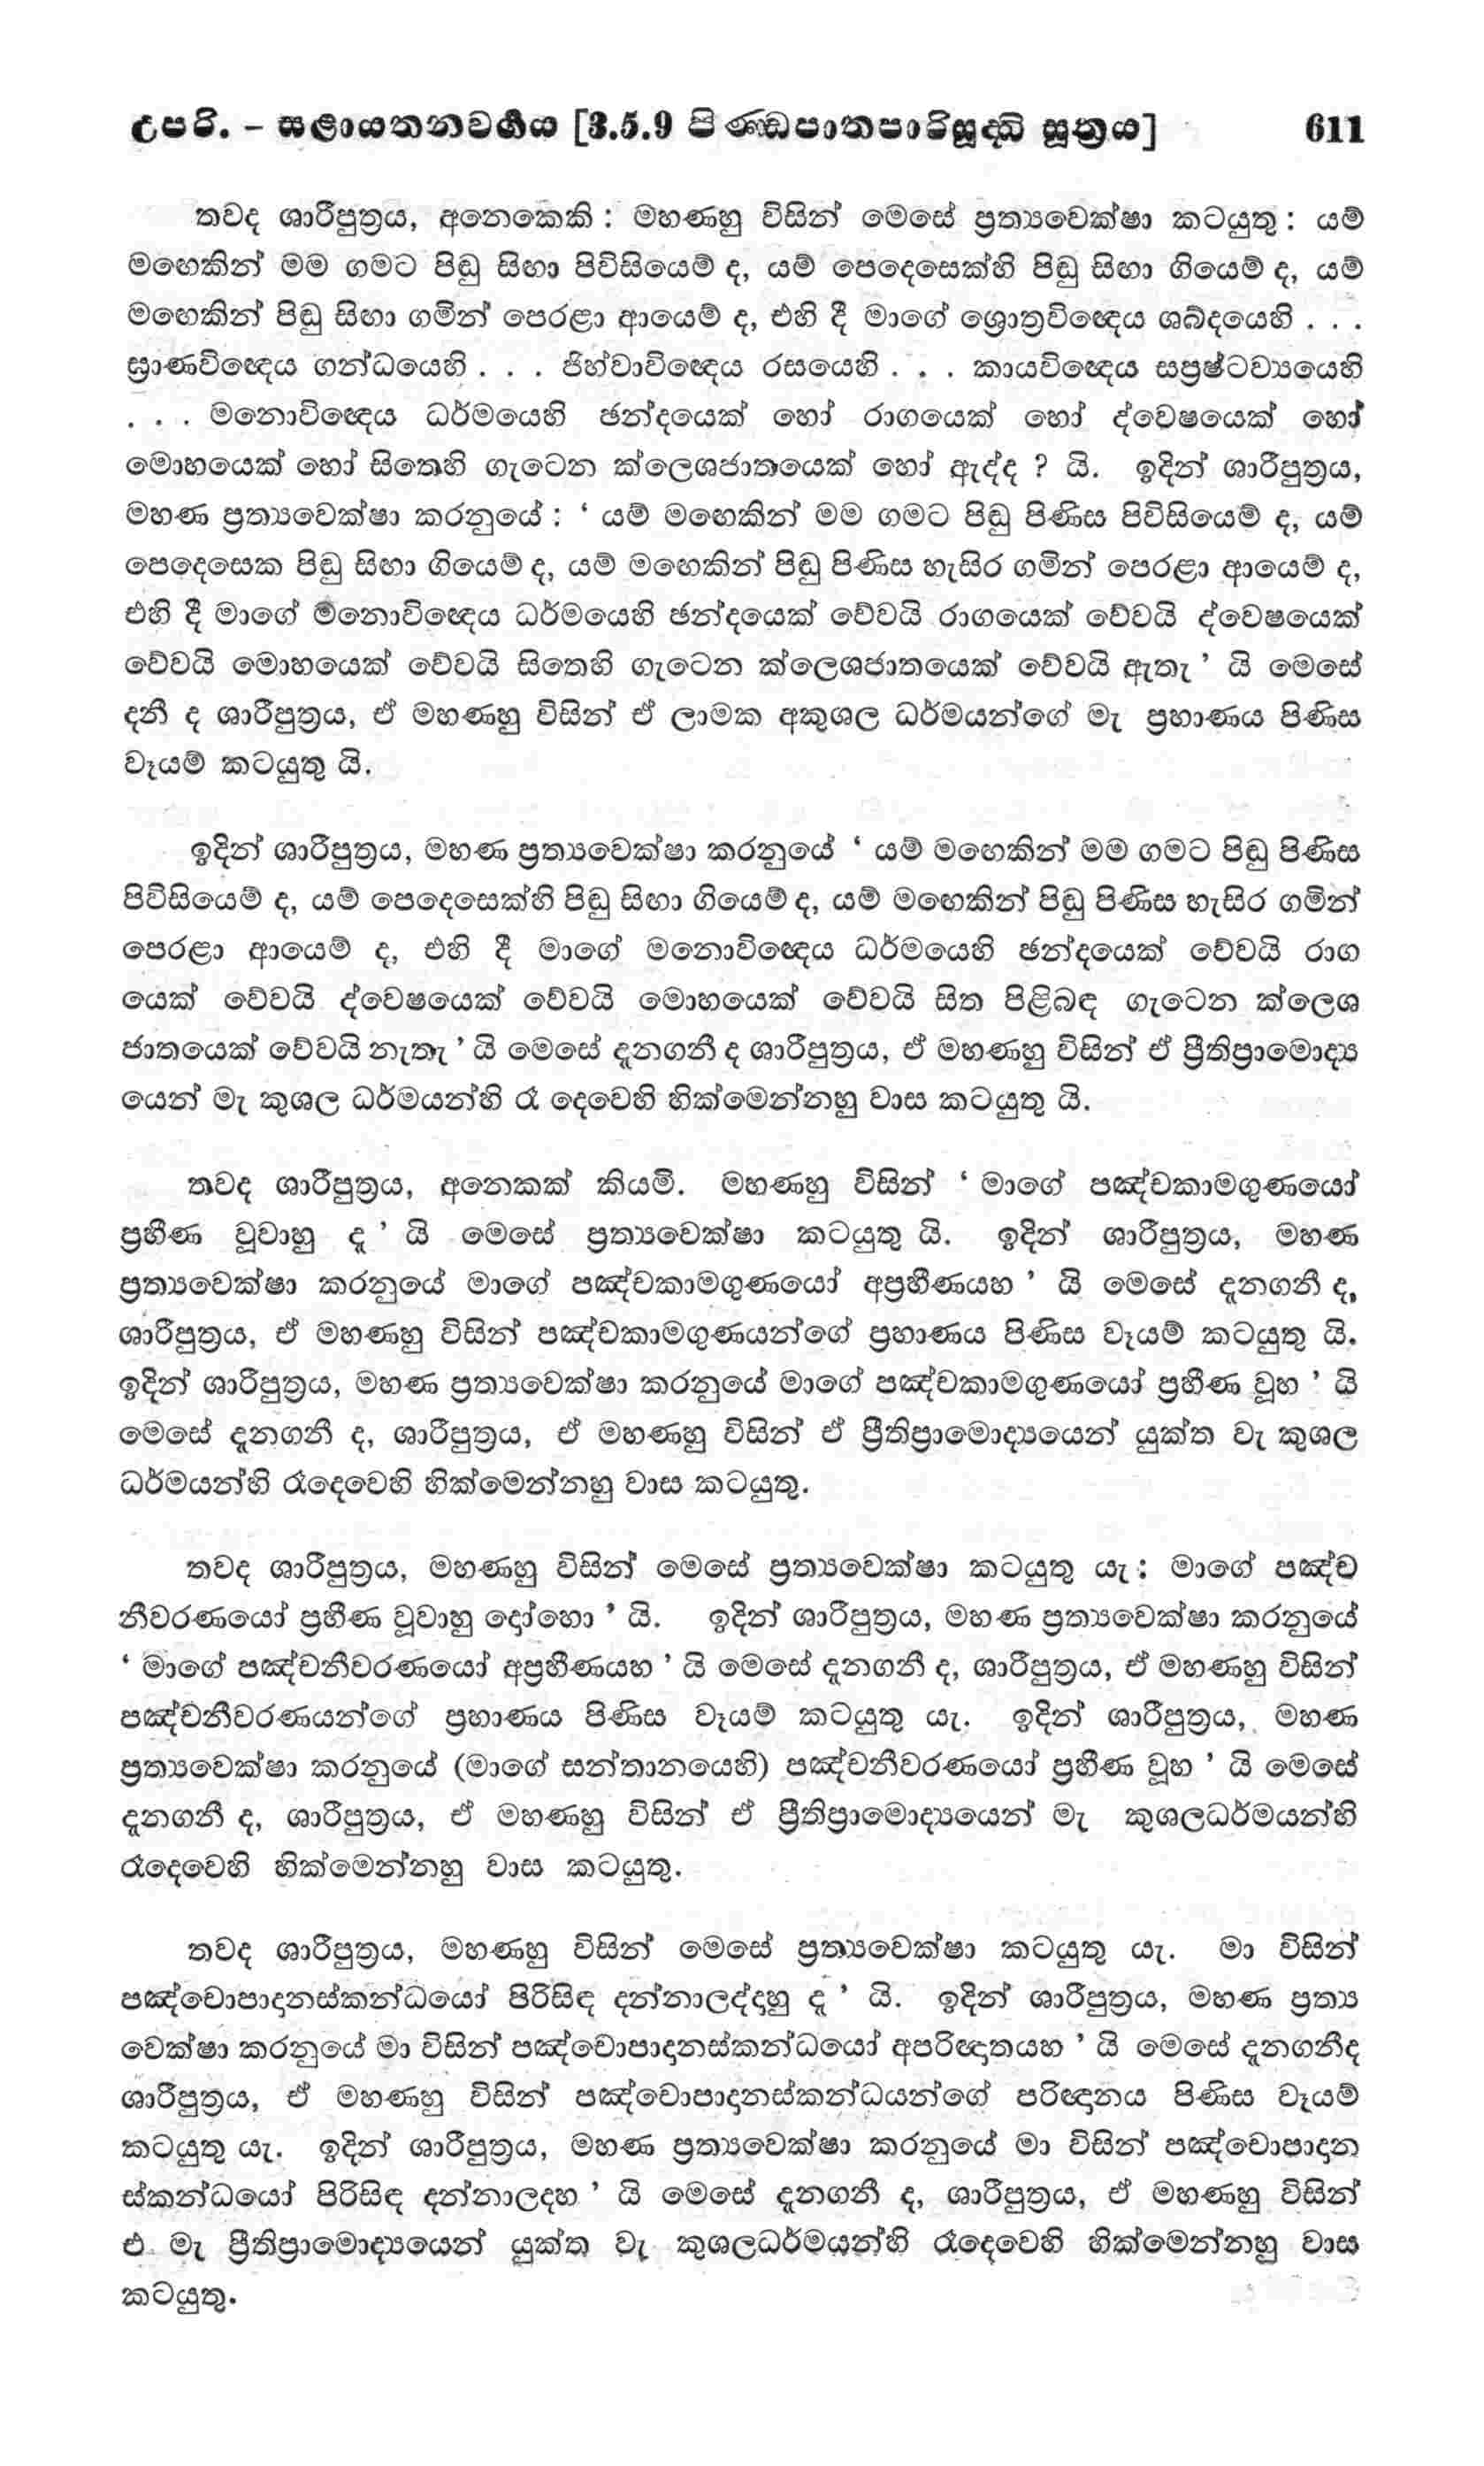 උපරි. – සළායතනවර්ගය [3.5.9 පිණ්ඩපාතපාරිසුද්ධි සූත්‍රය] 611
තවද ශාරීපුත්‍රය, අනෙකෙකි : මහණහු විසින් මෙසේ ප්‍රත්‍යවෙක්ෂා කටයුතු : යම්
මඟෙකින් මම ගමට පිඬු සිඟා පිවිසියෙම් ද, යම් පෙදෙසෙක්හි පිඬු සිඟා ගියෙම් ද, යම්
මඟෙකින් පිඬු සිඟා ගමින් පෙරළා ආයෙම් ද, එහි දී මාගේ ශ්‍රොත්‍රවිඥෙය ශබ්දයෙහි . . .
ඝ්‍රාණවිඥෙය ගන්ධයෙහි . . . ජිහ්වාවිඥෙය රසයෙහි . . . කායවිඥෙය සප්‍රෂ්ටව්‍යයෙහි
. . . මනොවිඥෙය ධර්මයෙහි ඡන්දයෙක් හෝ රාගයෙක් හෝ ද්වෙෂයෙක් හෝ
මොහයෙක් හෝ සිතෙහි ගැටෙන ක්ලෙශජාතයෙක් හෝ ඇද්ද ? යි. ඉදින් ශාරීපුත්‍රය,
මහණ ප්‍රත්‍යවෙක්ෂා කරනුයේ : ‘ යම් මඟෙකින් මම ගමට පිඬු පිණිස පිවිසියෙම් ද, යම්
පෙදෙසෙක පිඬු සිඟා ගියෙම් ද, යම් මඟෙකින් පිඬු පිණිස හැසිර ගමින් පෙරළා ආයෙම් ද,
එහි දී මාගේ මනොවිඥෙය ධර්මයෙහි ඡන්දයෙක් වේවයි රාගයෙක් වේවයි ද්වෙෂයෙක්
වේවයි මොහයෙක් වේවයි සිතෙහි ගැටෙන ක්ලෙශජාතයෙක් වේවයි ඇතැ ’ යි මෙසේ
දනී ද ශාරීපුත්‍රය, ඒ මහණහු විසින් ඒ ලාමක අකුශල ධර්මයන්ගේ මැ ප්‍රහාණය පිණිස
වෑයම් කටයුතු යි.
ඉදින් ශාරීපුත්‍රය, මහණ ප්‍රත්‍යවෙක්ෂා කරනුයේ ‘ යම් මඟෙකින් මම ගමට පිඬු පිණිස
පිවිසියෙම් ද, යම් පෙදෙසෙක්හි පිඬු සිඟා ගියෙම් ද, යම් මඟෙකින් පිඬු පිණිස හැසිර ගමින්
පෙරළා ආයෙම් ද, එහි දී මාගේ මනොවිඥෙය ධර්මයෙහි ඡන්දයෙක් වේවයි රාග
යෙක් වේවයි ද්වෙෂයෙක් වේවයි මොහයෙක් වේවයි සිත පිළිබඳ ගැටෙන ක්ලෙශ
ජාතයෙක් වේවයි නැතැ ’ යි මෙසේ දැනගනී ද ශාරීපුත්‍රය, ඒ මහණහු විසින් ඒ ප්‍රීතිප්‍රාමොද්‍ය
යෙන් මැ කුශල ධර්මයන්හි රෑ දෙවෙහි හික්මෙන්නහු වාස කටයුතු යි.
තවද ශාරීපුත්‍රය, අනෙකක් කියමි. මහණහු විසින් ‘ මාගේ පඤ්චකාමගුණයෝ
ප්‍රහීණ වූවාහු ද ’ යි මෙසේ ප්‍රත්‍යවෙක්ෂා කටයුතු යි. ඉදින් ශාරීපුත්‍රය, මහණ
ප්‍රත්‍යවෙක්ෂා කරනුයේ මාගේ පඤ්චකාමගුණයෝ අප්‍රහීණයහ ’ යි මෙසේ දැනගනී ද,
ශාරීපුත්‍රය, ඒ මහණහු විසින් පඤ්චකාමගුණයන්ගේ ප්‍රහාණය පිණිස වෑයම් කටයුතු යි.
ඉදින් ශාරීපුත්‍රය, මහණ ප්‍රත්‍යවෙක්ෂා කරනුයේ මාගේ පඤ්චකාමගුණයෝ ප්‍රහීණ වූහ ’ යි
මෙසේ දැනගනී ද, ශාරීපුත්‍රය, ඒ මහණහු විසින් ඒ ප්‍රීතිප්‍රාමොද්‍යයෙන් යුක්ත වැ කුශල
ධර්මයන්හි රෑදෙවෙහි හික්මෙන්නහු වාස කටයුතු.
තවද ශාරීපුත්‍රය, මහණහු විසින් මෙසේ ප්‍රත්‍යවෙක්ෂා කටයුතු යැ : මාගේ පඤ්ච
නීවරණයෝ ප්‍රහීණ වූවාහු දෝහො ’ යි. ඉදින් ශාරීපුත්‍රය, මහණ ප්‍රත්‍යවෙක්ෂා කරනුයේ
‘ මාගේ පඤ්චනීවරණයෝ අප්‍රහීණයහ ’ යි මෙසේ දැනගනී ද, ශාරීපුත්‍රය, ඒ මහණහු විසින්
පඤ්චනීවරණයන්ගේ ප්‍රහාණය පිණිස වෑයම් කටයුතු යැ. ඉදින් ශාරීපුත්‍රය, මහණ
ප්‍රත්‍යවෙක්ෂා කරනුයේ (මාගේ සන්තානයෙහි) පඤ්චනීවරණයෝ ප්‍රහීණ වූහ ’ යි මෙසේ
දැනගනී ද, ශාරීපුත්‍රය, ඒ මහණහු විසින් ඒ ප්‍රීතිප්‍රාමොද්‍යයෙන් මැ කුශලධර්මයන්හි
රෑදෙවෙහි හික්මෙන්නහු වාස කටයුතු.
තවද ශාරීපුත්‍රය, මහණහු විසින් මෙසේ ප්‍රත්‍යවෙක්ෂා කටයුතු යැ. මා විසින්
පඤ්චොපාදානස්කන්ධයෝ පිරිසිඳ දන්නාලද්දාහු ද ’ යි. ඉදින් ශාරීපුත්‍රය, මහණ ප්‍රත්‍ය
වෙක්ෂා කරනුයේ මා විසින් පඤ්චොපාදානස්කන්ධයෝ අපරිඥාතයහ ’ යි මෙසේ දැනගනීද
ශාරීපුත්‍රය, ඒ මහණහු විසින් පඤ්චොපාදානස්කන්ධයන්ගේ පරිඥානය පිණිස වෑයම්
කටයුතු යැ. ඉදින් ශාරීපුත්‍රය, මහණ ප්‍රත්‍යවෙක්ෂා කරනුයේ මා විසින් පඤ්චොපාදාන
ස්කන්ධයෝ පිරිසිඳ දන්නාලදහ ’ යි මෙසේ දැනගනී ද, ශාරීපුත්‍රය, ඒ මහණහු විසින්
එ මැ ප්‍රීතිප්‍රාමොද්‍යයෙන් යුක්ත වැ කුශලධර්මයන්හි රෑදෙවෙහි හික්මෙන්නහු වාස
කටයුතු.